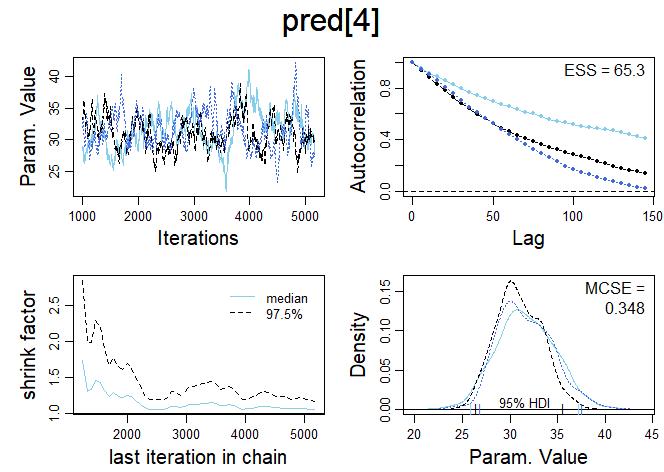 pred[4]
Param. Value
40
35
30
25
1000 2000 3000 4000 5000
Iterations
Autocorrelation
0.8
0.4
0.0
ESS = 65.3
0 50 100 150
Lag
shrink factor
2.5
2.0
1.5
1.0
median
97.5%
2000 3000 4000 5000
last iteration in chain
Density
0.15
0.10
0.05
0.00
MCSE =
0.348
95% HDI
20 25 30 35 40 45
Param. Value